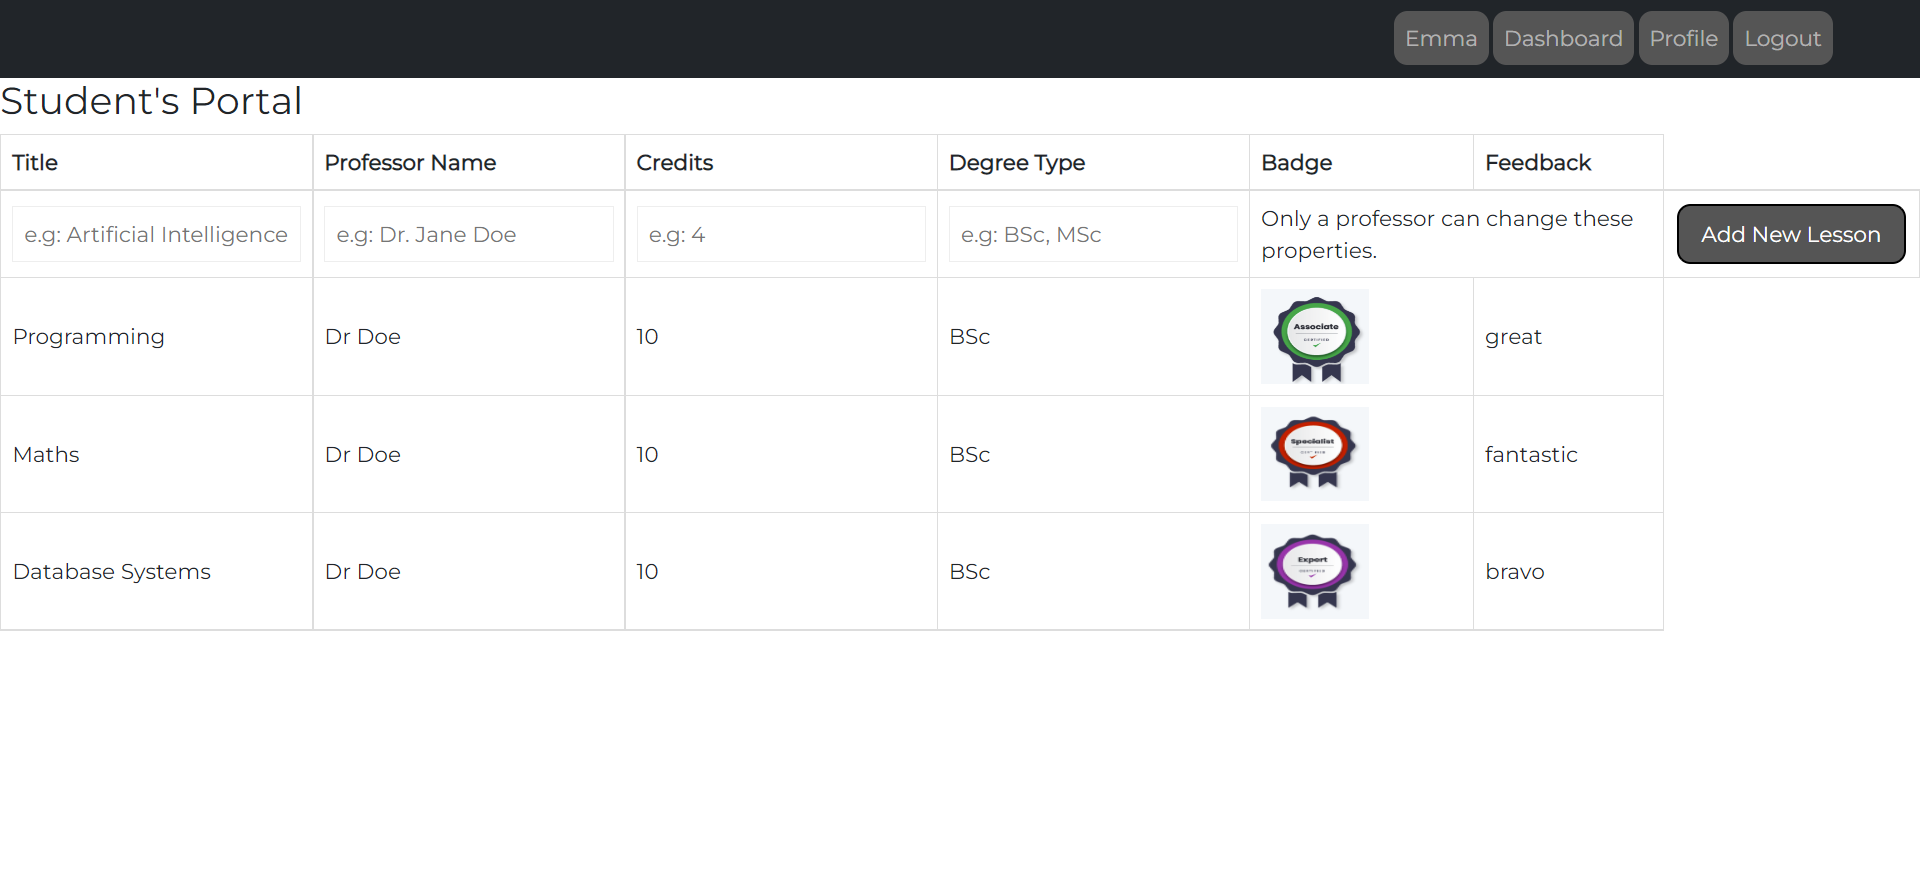 Emma Dashboard Profile Logout
Student's Portal
Title Professor Name Credits Degree Type Badge Feedback
e.g: Artificial Intelligence e.g: Dr. Jane Doe e.g: 4 e.g: BSc, MSc Only a professor can change these
properties.
Add New Lesson
Programming Dr Doe 10 BSc great
Associate
CERTIFIED
Maths Dr Doe 10 BSc fantastic
Specialist
CERTIFIED
Database Systems Dr Doe 10 BSc bravo
Expert
CERTIFIED